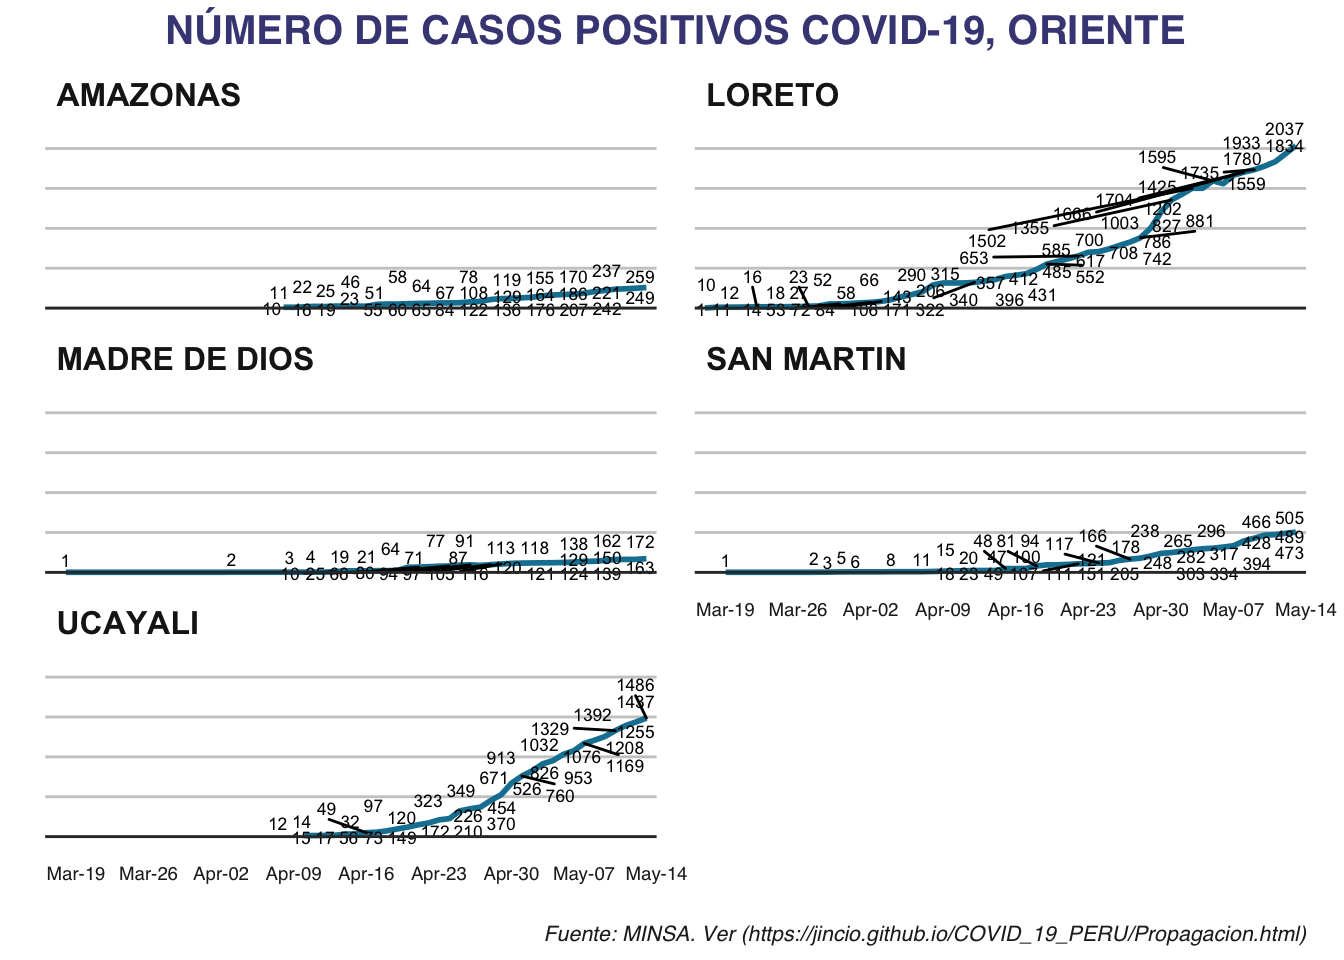 NÚMERO DE CASOS POSITIVOS COVID-19, ORIENTE
AMAZONAS
11 22 25 46 58 64 78 119 155 170 237 259
23 51 67 108 129 164 186 221 249
10 16 19 55 60 65 84 122 136 176 207 242
LORETO
2037
1933 1834
1595 1780
1735
1425 1559
1704
1666 1202
1355 1003 827 881
1502 700 786
653 585 708 742
617
485 552
10 16 23 52 66 290 315 357 412
12 18 27 58 143 206 340 396 431
1 11 14 53 72 84 106 171 322
MADRE DE DIOS
77 91
1 2 3 4 19 21 64 71 87 113 118 138 162 172
129 150
10 25 66 80 94 97 103 116 120 121 124 139 163
SAN MARTIN
1 2 3 5 6 8 11 15 20 48 81 94 117 166 238 296 466 505
47 100 121 178 265 282 317 428 489
18 23 49 107 111 151 205 248 303 334 394 473
Mar-19 Mar-26 Apr-02 Apr-09 Apr-16 Apr-23 Apr-30 May-07 May-14
UCAYALI
1486
1437
1392
1329 1255
1032 1208
913 1076 1169
671 826 953
349 526 760
323 454
49 97 226
12 14 32 120 370
15 17 56 73 149 172 210
Mar-19 Mar-26 Apr-02 Apr-09 Apr-16 Apr-23 Apr-30 May-07 May-14
Fuente: MINSA. Ver (https://jincio.github.io/COVID_19_PERU/Propagacion.html)